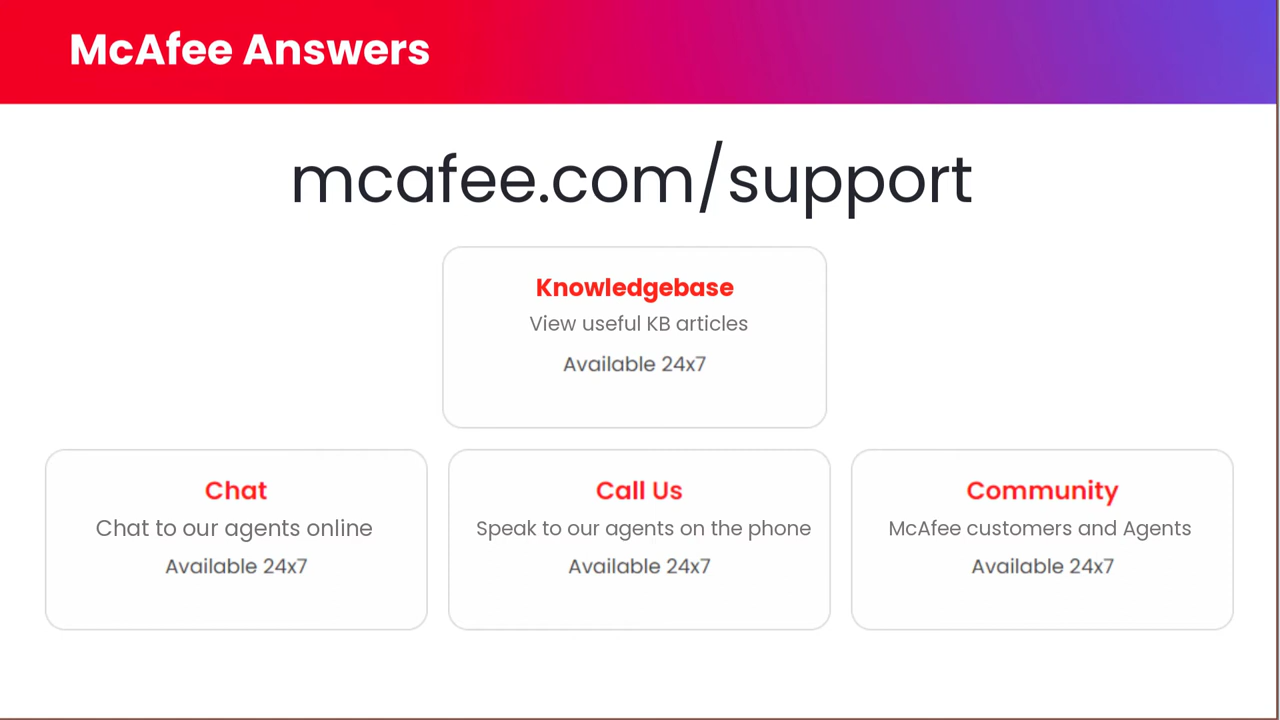 McAfee Answers
mcafee.com/support
Knowledgebase
View useful KB articles
Available 24x7
Chat
Chat to our agents online
Available 24x7
Call Us
Speak to our agents on the phone
Available 24x7
Community
McAfee customers and Agents
Available 24x7